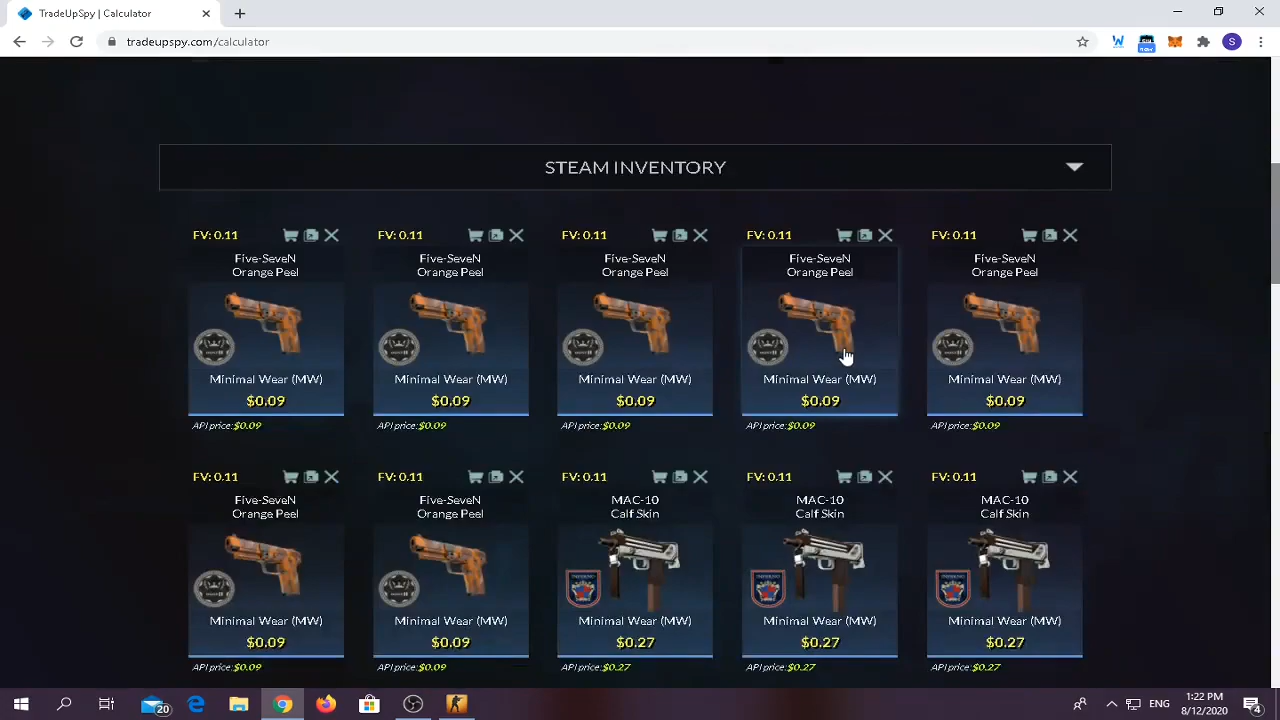 TradeUpSpy | Calculator
tradeupspy.com/calculator
STEAM INVENTORY
FV: 0.11 FV: 0.11 FV: 0.11 FV: 0.11 FV: 0.11
Five-SeveN Five-SeveN Five-SeveN Five-SeveN Five-SeveN
Orange Peel Orange Peel Orange Peel Orange Peel Orange Peel
Minimal Wear (MW) Minimal Wear (MW) Minimal Wear (MW) Minimal Wear (MW) Minimal Wear (MW)
$0.09 $0.09 $0.09 $0.09 $0.09
API price:$0.09 API price:$0.09 API price:$0.09 API price:$0.09 API price:$0.09
FV: 0.11 FV: 0.11 FV: 0.11 FV: 0.11 FV: 0.11
Five-SeveN Five-SeveN MAC-10 MAC-10 MAC-10
Orange Peel Orange Peel Calf Skin Calf Skin Calf Skin
Minimal Wear (MW) Minimal Wear (MW) Minimal Wear (MW) Minimal Wear (MW) Minimal Wear (MW)
$0.09 $0.09 $0.27 $0.27 $0.27
API price:$0.09 API price:$0.09 API price:$0.27 API price:$0.27 API price:$0.27
20
ENG
1:22 PM
8/12/2020
4